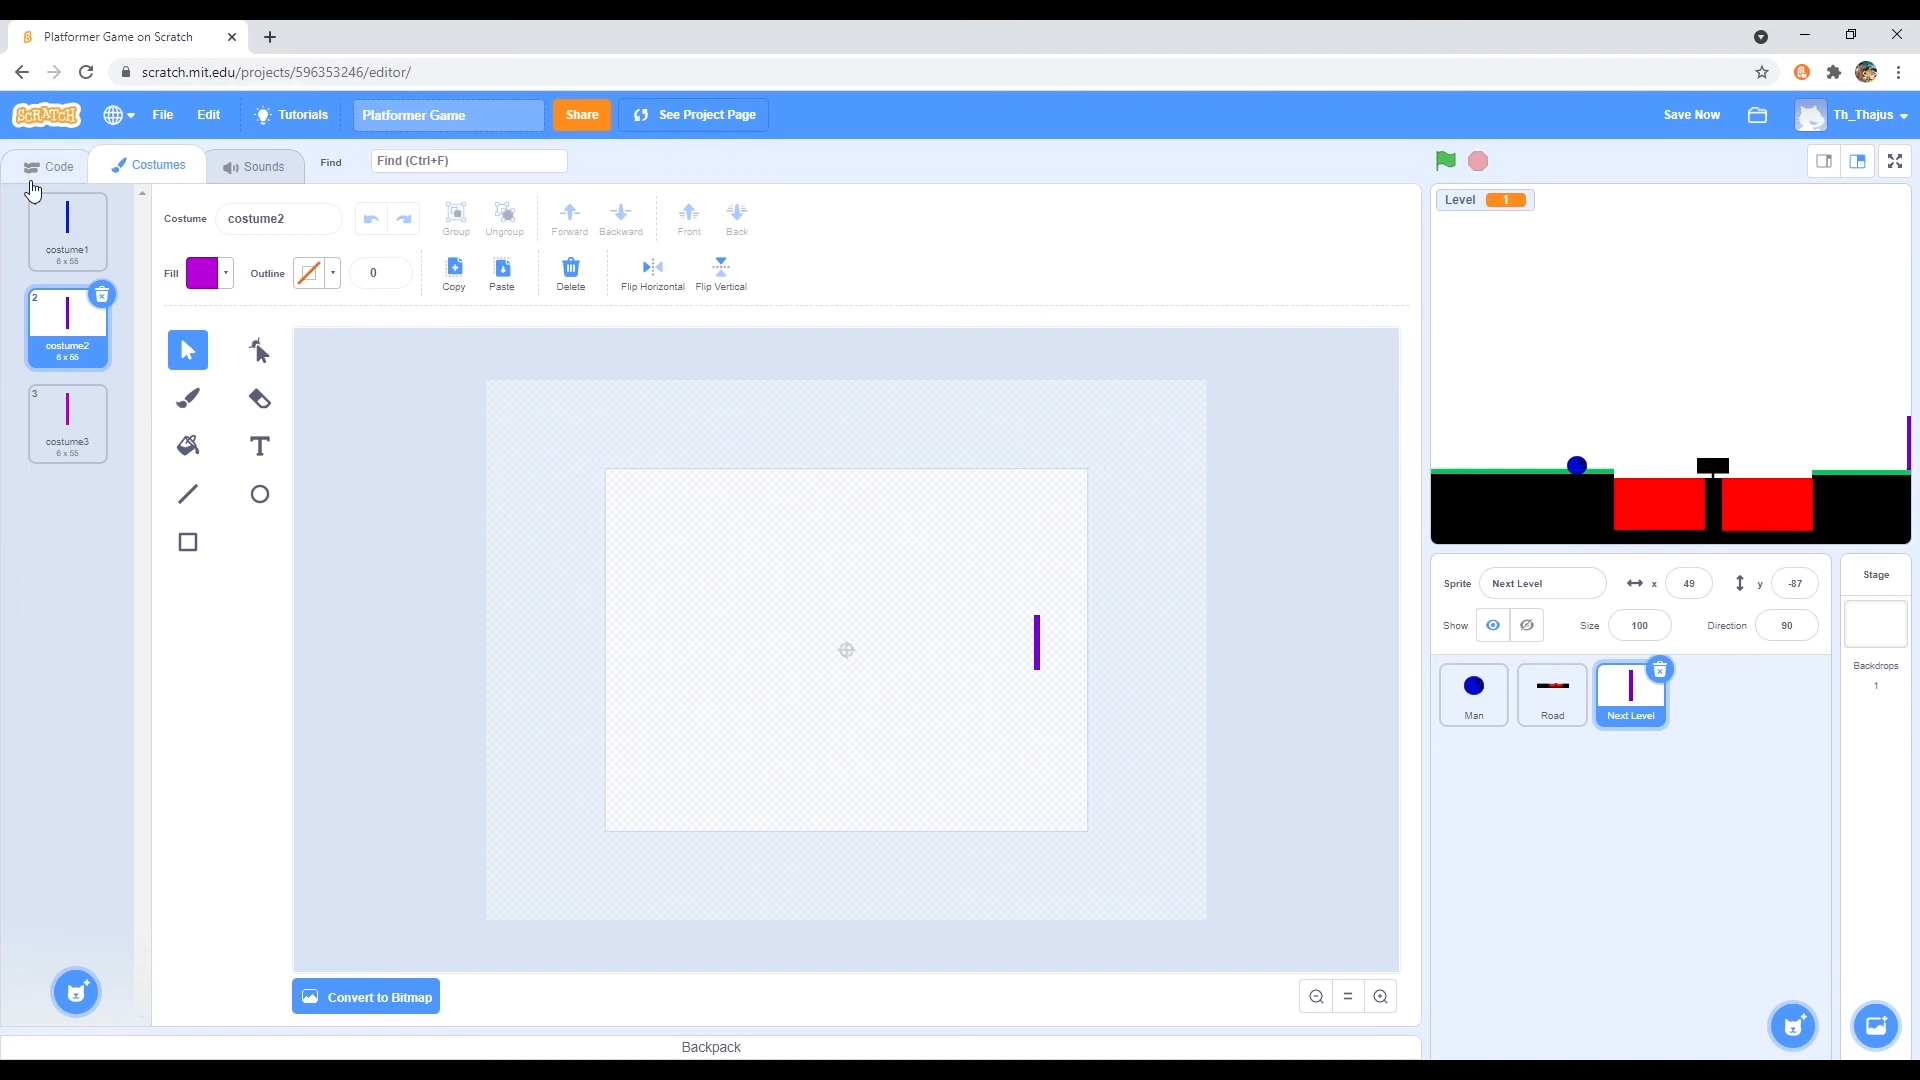 Platformer Game on Scratch
scratch.mit.edu/projects/596353246/editor/
SCRATCH File Edit Tutorials Platformer Game Share See Project Page Save Now Th_Thajus
Code Costumes Sounds Find Find (Ctrl+F)
Level 1
costume1
6 x 55
2
costume2
6 x 55
3
costume3
6 x 55
Costume costume2 Group Ungroup Forward Backward Front Back
Fill Outline 0 Copy Paste Delete Flip Horizontal Flip Vertical
Convert to Bitmap
Backpack
Sprite Next Level x 49 y -87
Show Size 100 Direction 90
Man Road Next Level
Stage
Backdrops
1